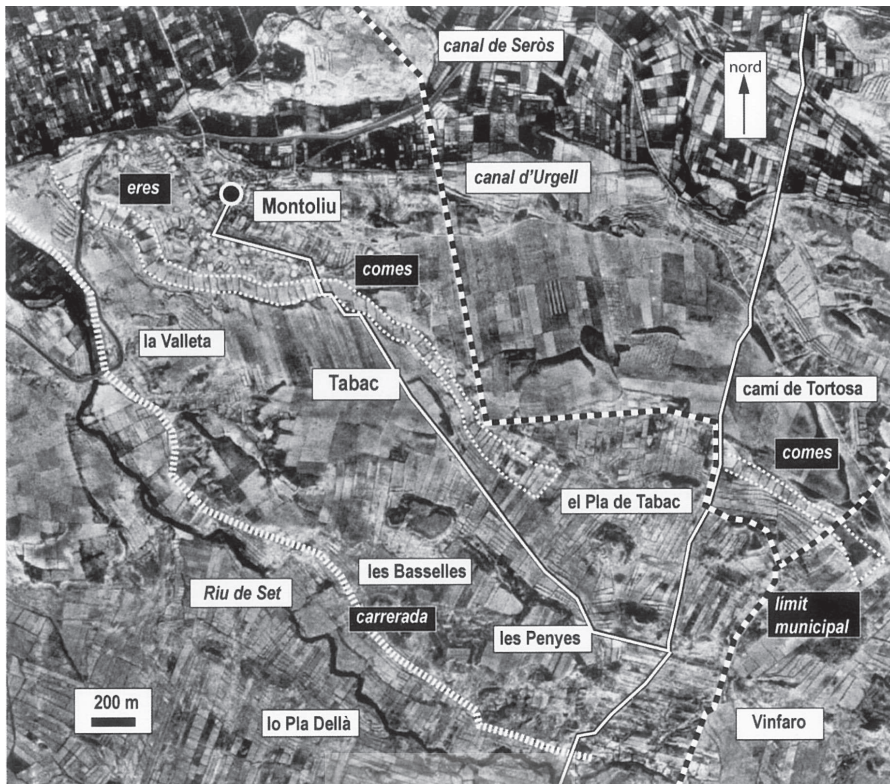 canal de Seròs
nord
canal d'Urgell
eres
Montoliu
comes
la Valleta
Tabac
camí de Tortosa
comes
el Pla de Tabac
les Basselles
Riu de Set
carrerada
límit
municipal
les Penyes
200 m
lo Pla Dellà
Vinfaro